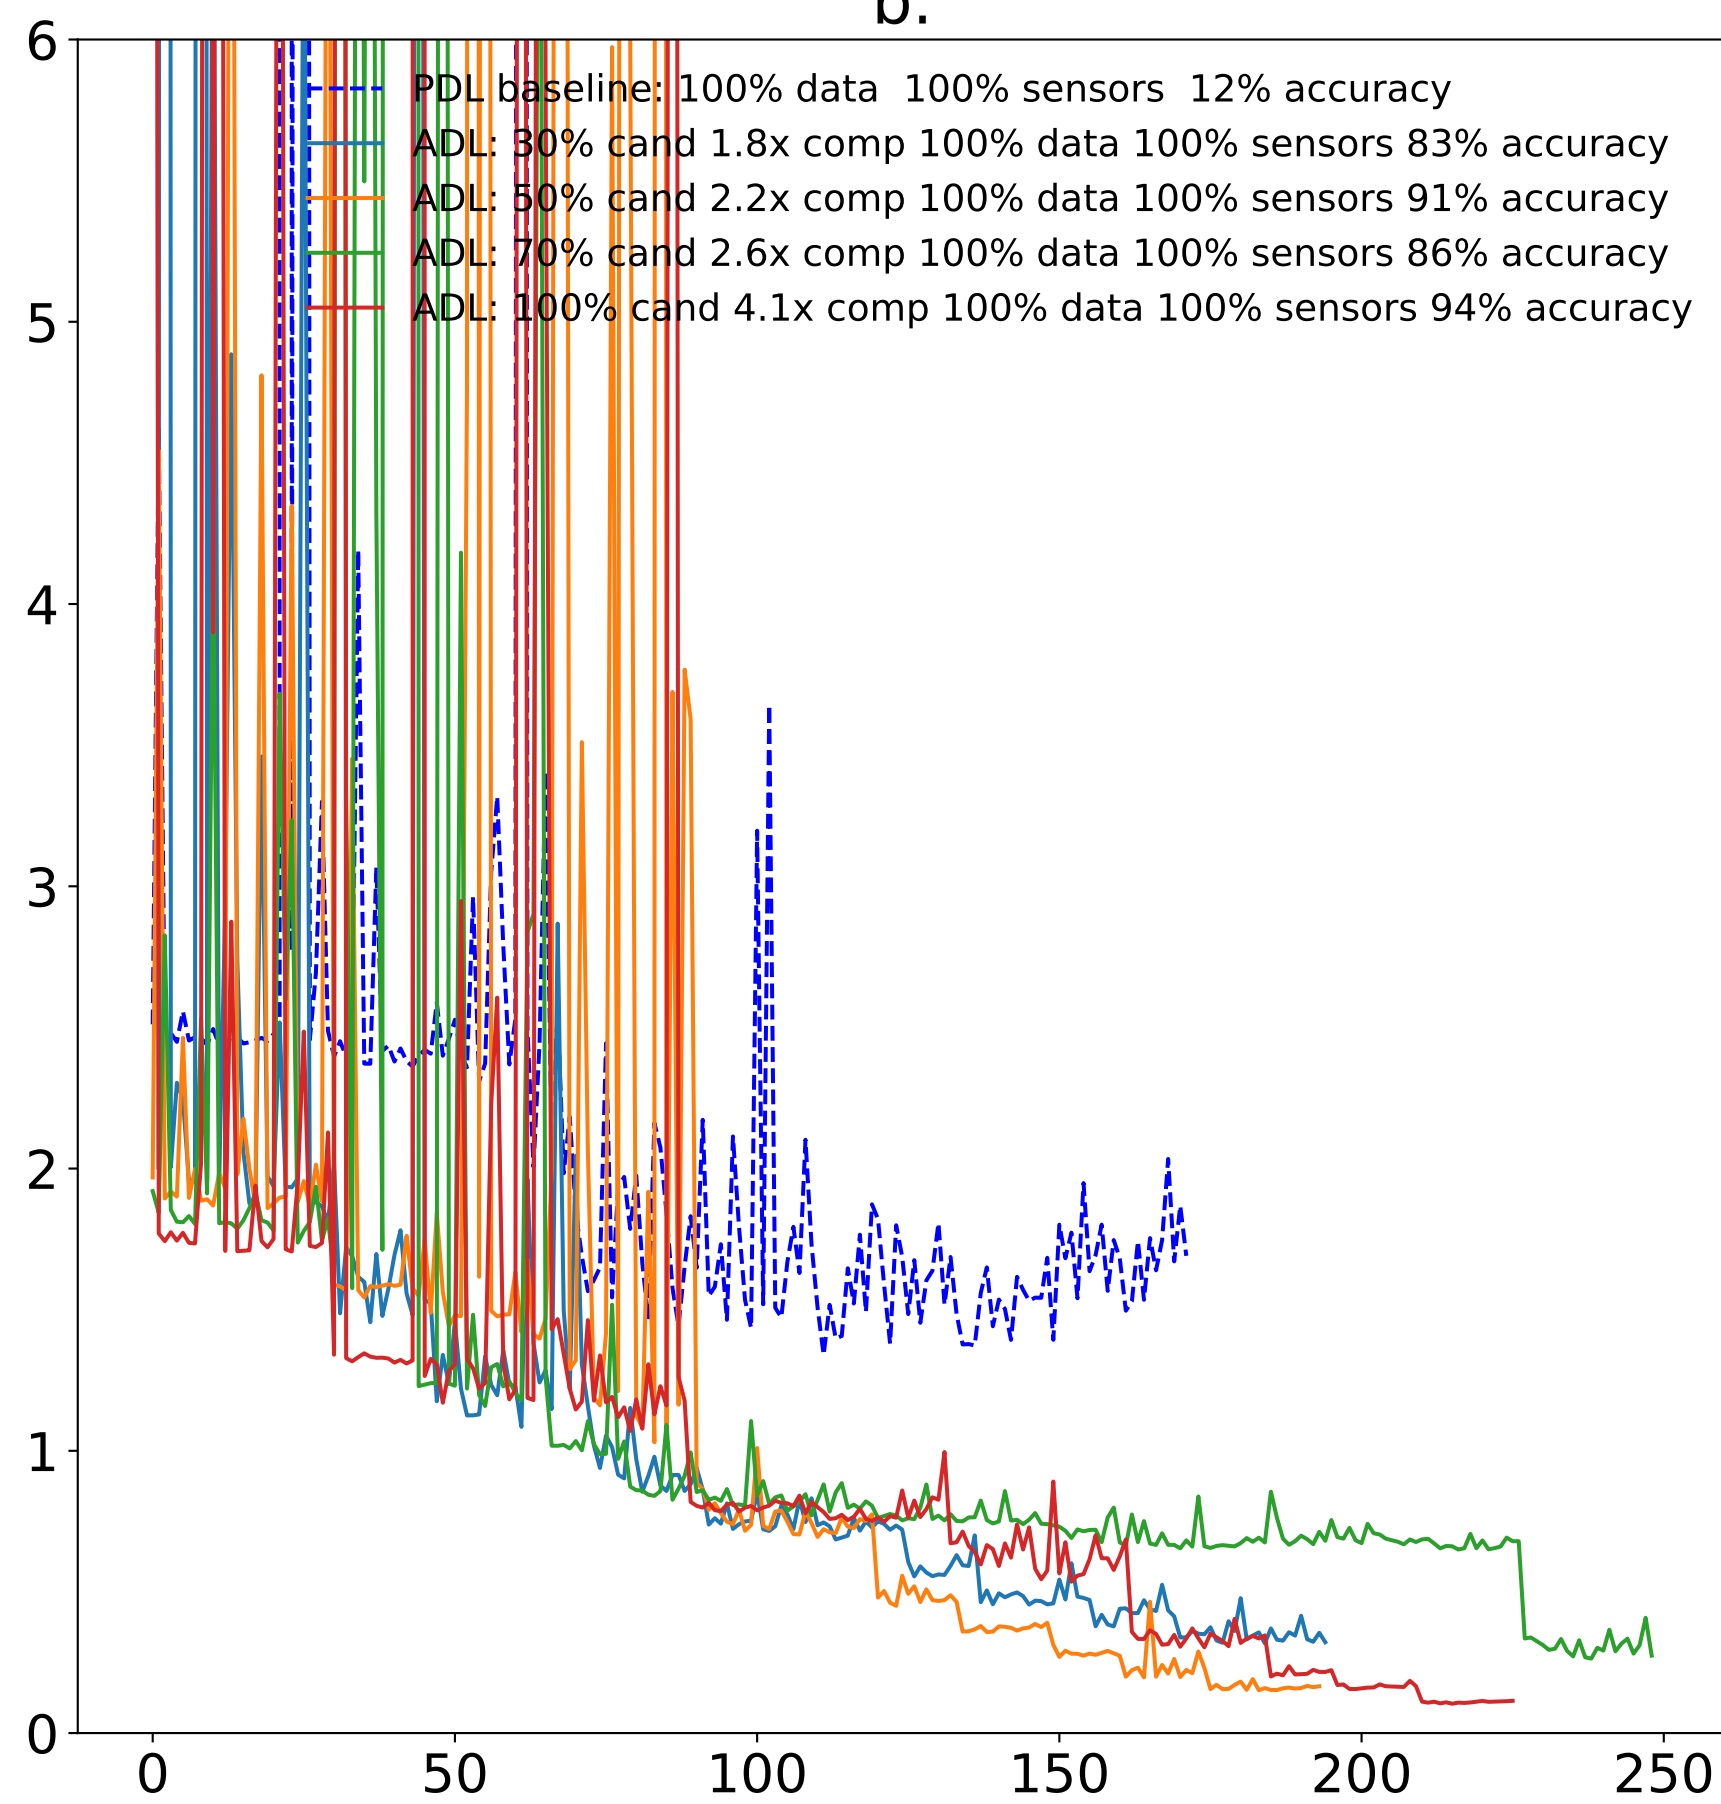 b.
6
PDL baseline: 100% data  100% sensors  12% accuracy
ADL: 30% cand 1.8x comp 100% data 100% sensors 83% accuracy
ADL: 50% cand 2.2x comp 100% data 100% sensors 91% accuracy
ADL: 70% cand 2.6x comp 100% data 100% sensors 86% accuracy
ADL: 100% cand 4.1x comp 100% data 100% sensors 94% accuracy
5
4
3
2
1
0
0 50 100 150 200 250